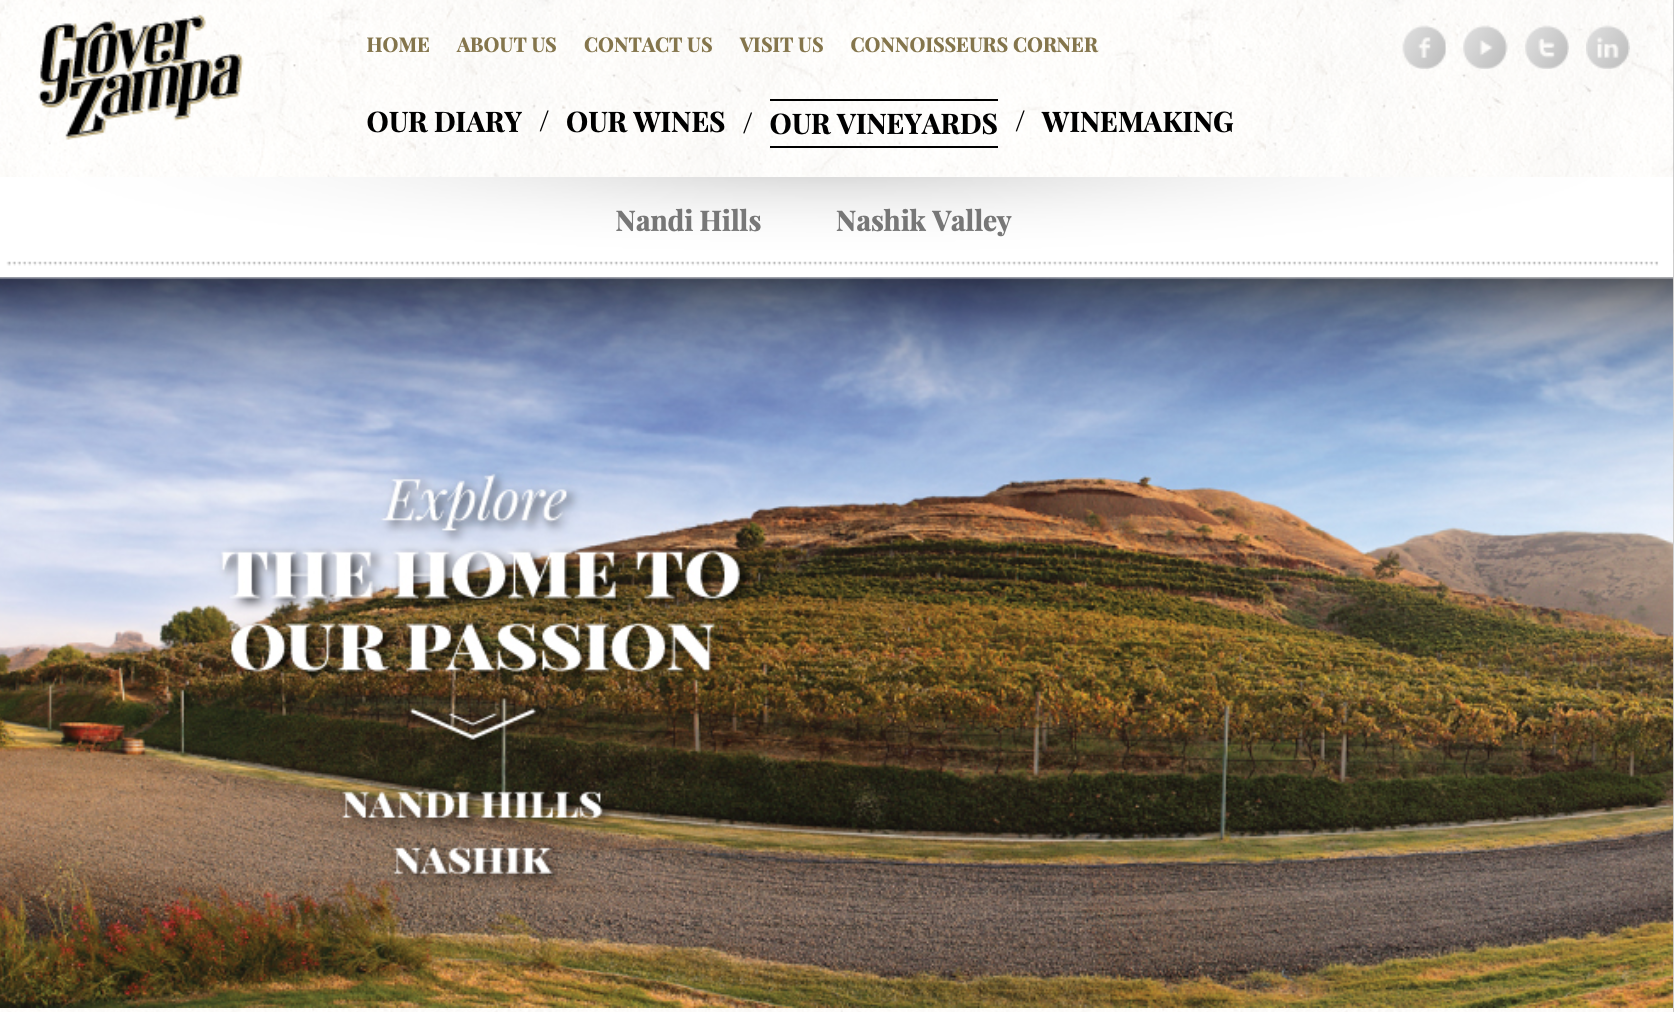 Grover
Zampa
HOME ABOUT US CONTACT US VISIT US CONNOISSEURS CORNER
OUR DIARY / OUR WINES / OUR VINEYARDS / WINEMAKING
Nandi Hills Nashik Valley
Explore
THE HOME TO
OUR PASSION
NANDI HILLS
NASHIK